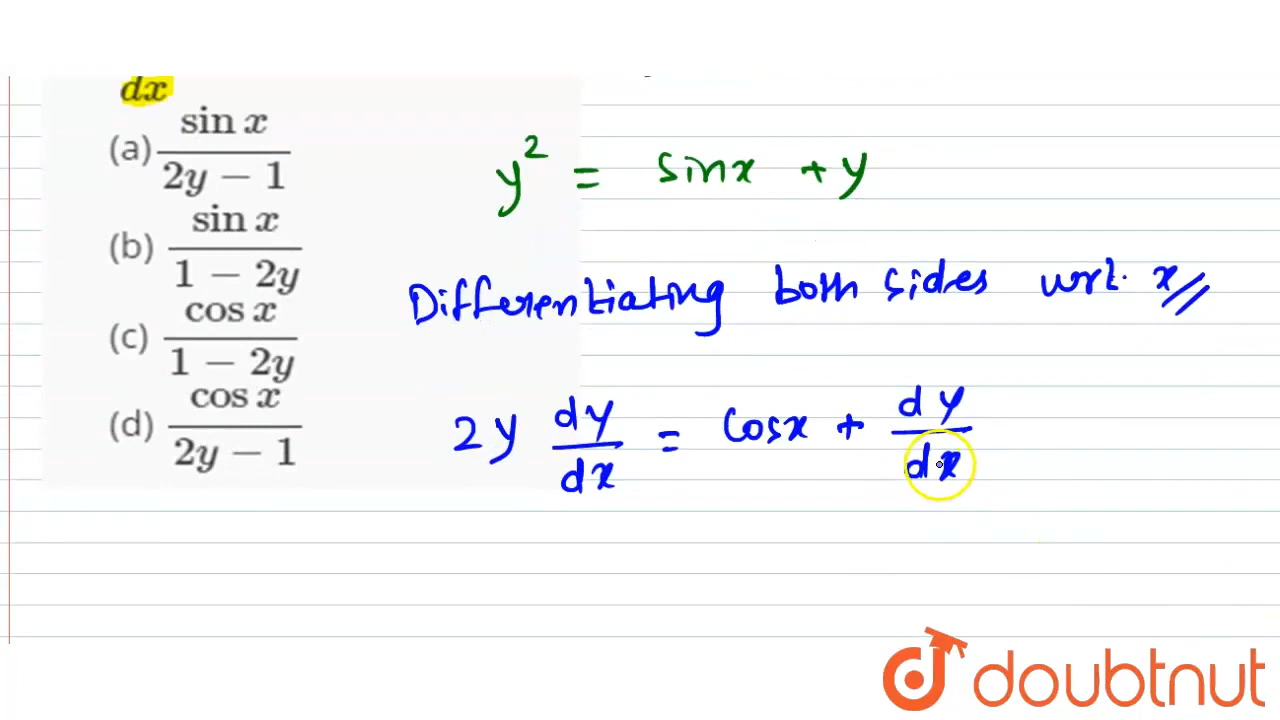 dx
(a) sin x / 2y − 1
(b) sin x / 1 − 2y
(c) cos x / 1 − 2y
(d) cos x / 2y − 1
y² = sinx + y
Differentiating both sides wrt. x //
2y dy/dx = cosx + dy/dx
doubtnut